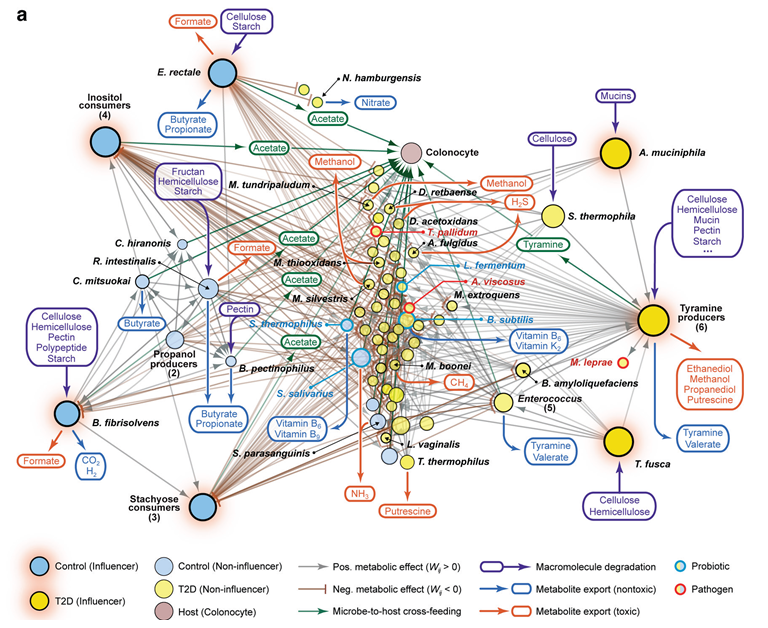 a
Formate
Cellulose
Starch
E. rectale
N. hamburgensis
Nitrate
Butyrate
Propionate
Acetate
Inositol
consumers
(4)
Acetate
Colonocyte
Methanol
Mucins
A. muciniphila
Cellulose
Fructan
Hemicellulose
Starch
M. tundripaludum
D. retbaense
Methanol
H2S
S. thermophila
Cellulose
Hemicellulose
Mucin
Pectin
Starch
...
D. acetoxidans
T. pallidum
A. fulgidus
Tyramine
C. hiranonis
Formate
Acetate
R. intestinalis
M. thiooxidans
L. fermentum
C. mitsuokai
Acetate
A. viscosus
M. silvestris
M. extroquens
Pectin
Butyrate
S. thermophilus
B. subtilis
Tyramine
producers
(6)
Cellulose
Hemicellulose
Pectin
Polypeptide
Starch
Acetate
Vitamin B6
Vitamin K2
Propanol
producers
(2)
B. pectinophilus
M. boonei
M. leprae
Ethanediol
Methanol
Propanediol
Putrescine
S. salivarius
CH4
B. amyloliquefaciens
Enterococcus
(5)
B. fibrisolvens
Butyrate
Propionate
Vitamin B6
Vitamin B5
Formate
CO2
H2
S. parasanguinis
L. vaginalis
T. thermophilus
Tyramine
Valerate
Tyramine
Valerate
T. fusca
Stachyose
consumers
(3)
NH3
Putrescine
Cellulose
Hemicellulose
Control (Influencer)
Control (Non-influencer)
Pos. metabolic effect (Wij > 0)
Macromolecule degradation
Probiotic
T2D (Influencer)
T2D (Non-influencer)
Neg. metabolic effect (Wij < 0)
Metabolite export (nontoxic)
Pathogen
Host (Colonocyte)
Microbe-to-host cross-feeding
Metabolite export (toxic)